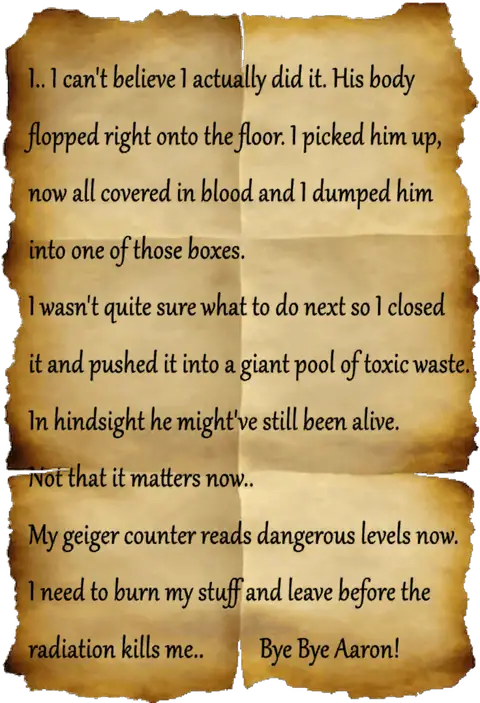 I.. I can't believe I actually did it. His body
flopped right onto the floor. I picked him up,
now all covered in blood and I dumped him
into one of those boxes.
I wasn't quite sure what to do next so I closed
it and pushed it into a giant pool of toxic waste.
In hindsight he might've still been alive.
Not that it matters now..
My geiger counter reads dangerous levels now.
I need to burn my stuff and leave before the
radiation kills me.. Bye Bye Aaron!